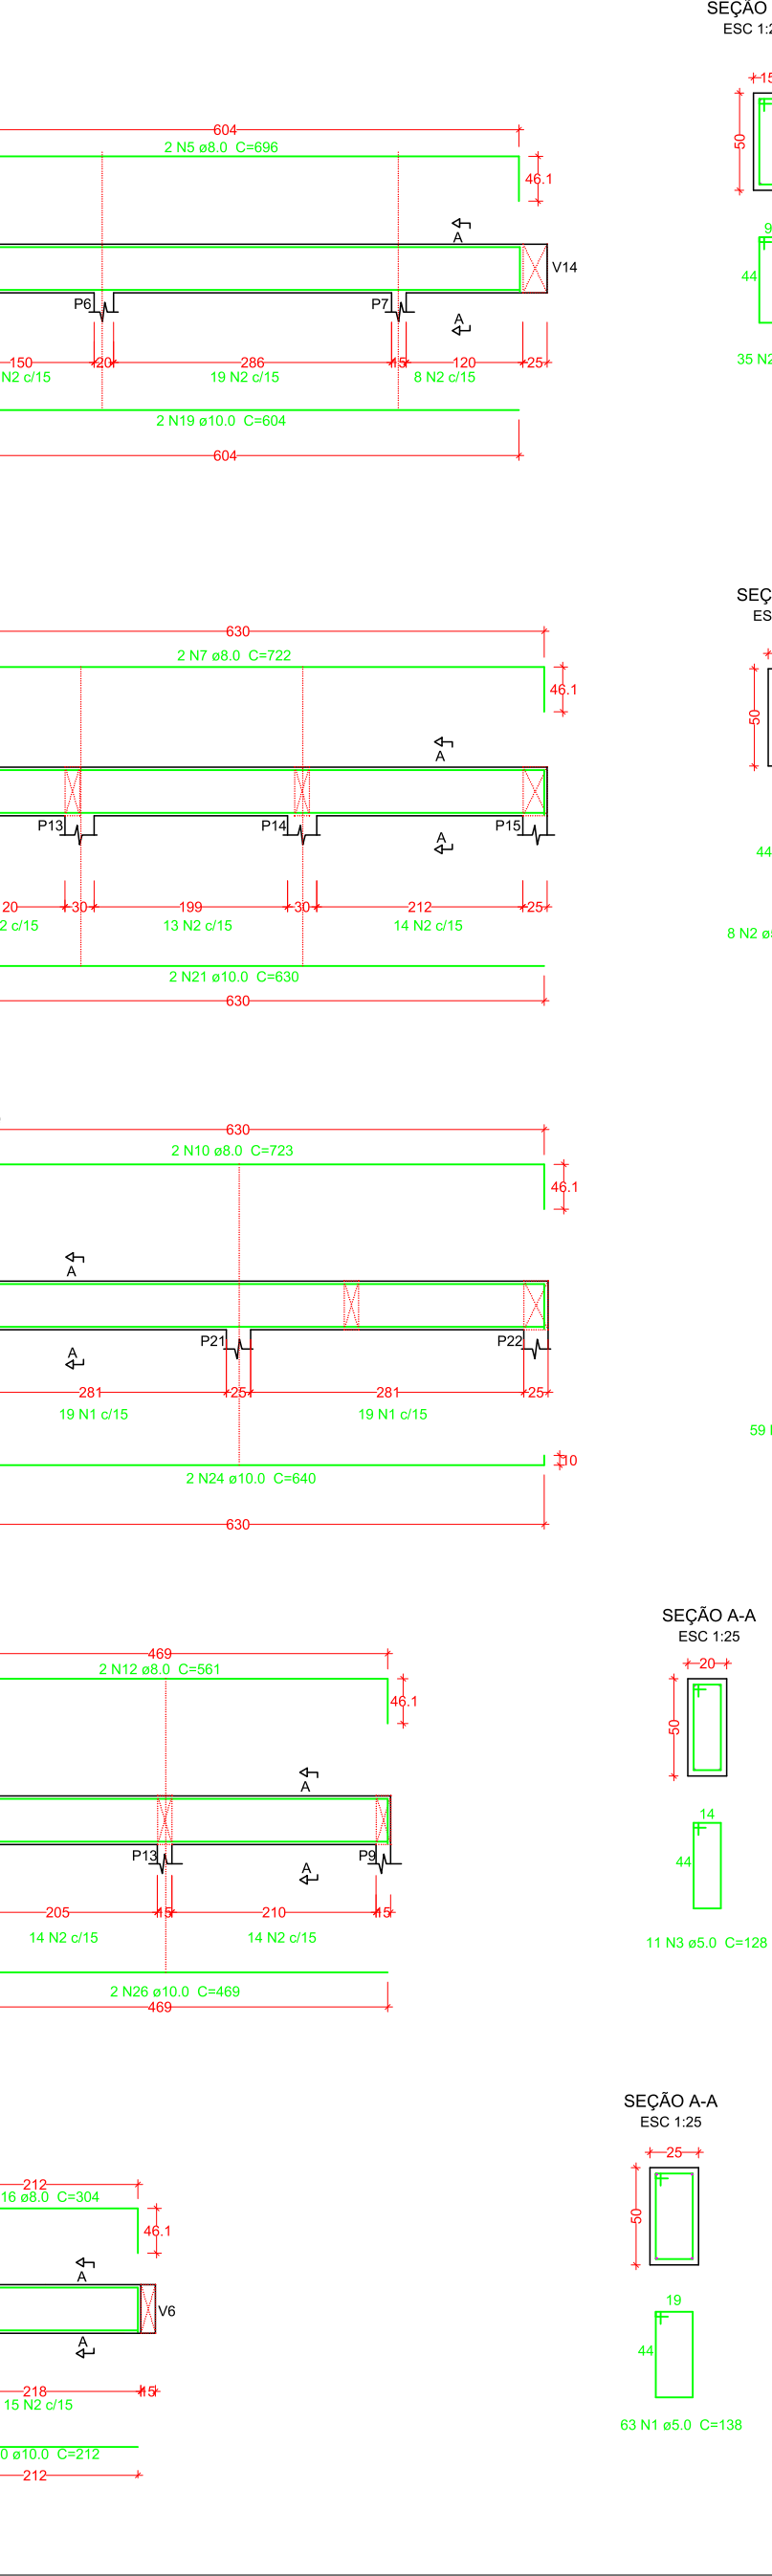 SEÇÃO
ESC 1:2
604
15
2 N5 ø8.0 C=696
50
46.1
A
9
P6
P7
V14
44
A
150
20
286
15
120
25
35 N2
N2 c/15
19 N2 c/15
8 N2 c/15
2 N19 ø10.0 C=604
604
SEÇ
ES
630
2 N7 ø8.0 C=722
46.1
50
A
P13
P14
P15
A
44
20
30
199
30
212
25
2 c/15
13 N2 c/15
14 N2 c/15
8 N2 ø
2 N21 ø10.0 C=630
630
630
2 N10 ø8.0 C=723
46.1
A
P21
P22
A
281
25
281
25
19 N1 c/15
19 N1 c/15
59
10
2 N24 ø10.0 C=640
630
SEÇÃO A-A
ESC 1:25
469
2 N12 ø8.0 C=561
20
46.1
50
A
14
P13
P9
44
A
205
15
210
15
14 N2 c/15
14 N2 c/15
11 N3 ø5.0 C=128
2 N26 ø10.0 C=469
469
SEÇÃO A-A
ESC 1:25
212
16 ø8.0 C=304
25
46.1
50
A
19
V6
A
44
218
15
15 N2 c/15
63 N1 ø5.0 C=138
0 ø10.0 C=212
212